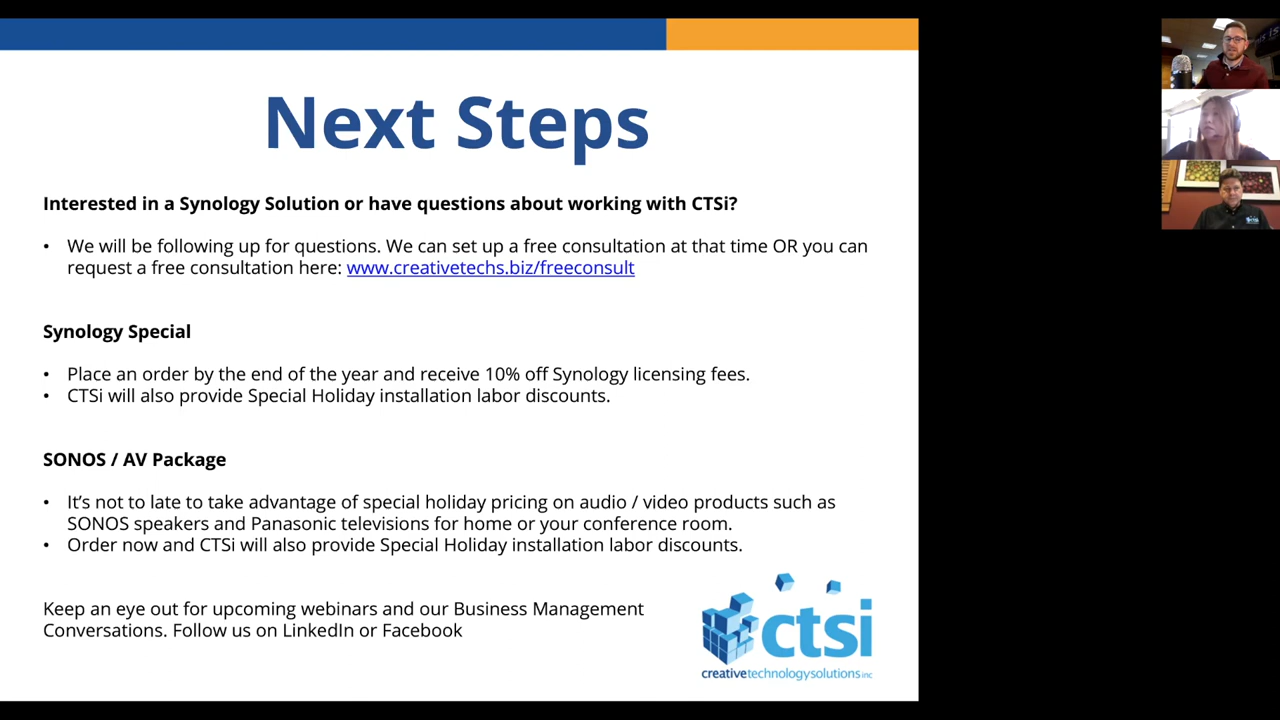 Next Steps
Interested in a Synology Solution or have questions about working with CTSi?
• We will be following up for questions. We can set up a free consultation at that time OR you can
request a free consultation here: www.creativetechs.biz/freeconsult
Synology Special
• Place an order by the end of the year and receive 10% off Synology licensing fees.
• CTSi will also provide Special Holiday installation labor discounts.
SONOS / AV Package
• It’s not to late to take advantage of special holiday pricing on audio / video products such as
SONOS speakers and Panasonic televisions for home or your conference room.
• Order now and CTSi will also provide Special Holiday installation labor discounts.
Keep an eye out for upcoming webinars and our Business Management
Conversations. Follow us on LinkedIn or Facebook
ctsi
creativetechnologysolutions inc